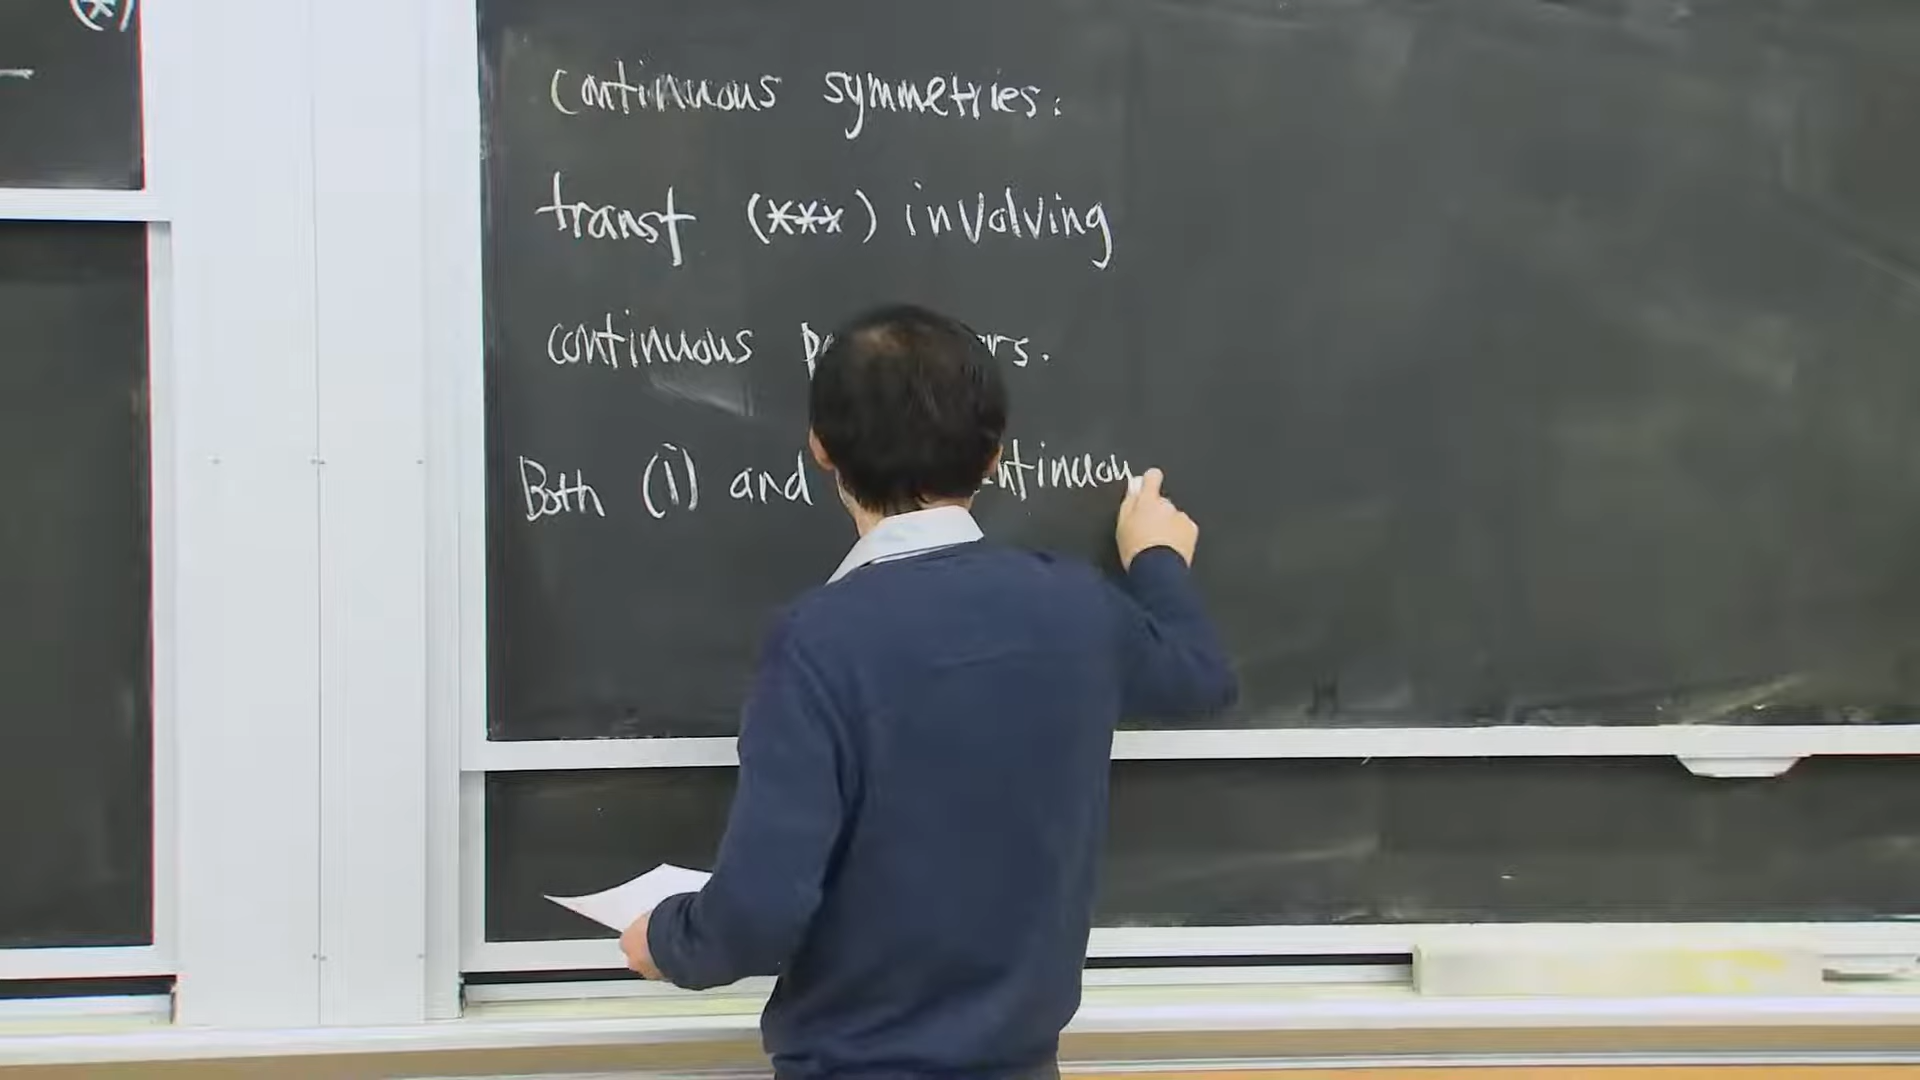 (*)
continuous symmetries:
transf (***) involving
continuous
Both (i) and